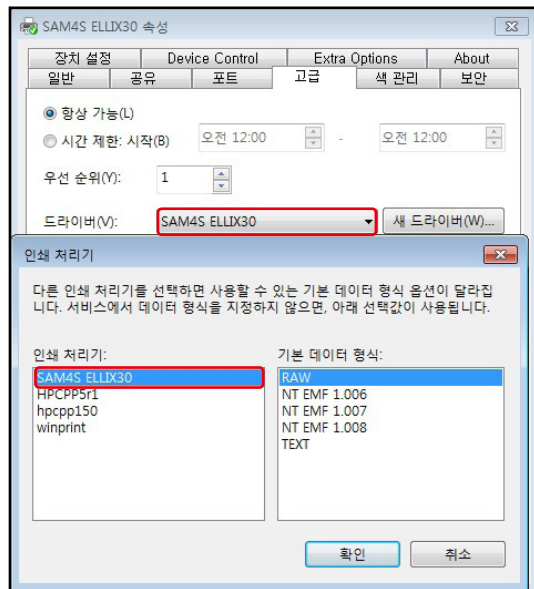 SAM4S ELLIX30 속성
장치 설정 Device Control Extra Options About
일반 공유 포트 고급 색 관리 보안
항상 가능(L)
시간 제한: 시작(B) 오전 12:00 - 오전 12:00
우선 순위(Y): 1
드라이버(V): SAM4S ELLIX30 새 드라이버(W)...
인쇄 처리기
다른 인쇄 처리기를 선택하면 사용할 수 있는 기본 데이터 형식 옵션이 달라집
니다. 서비스에서 데이터 형식을 지정하지 않으면, 아래 선택값이 사용됩니다.
인쇄 처리기:
SAM4S ELLIX30
HPCPP5r1
hpcpp150
winprint
기본 데이터 형식:
RAW
NT EMF 1.006
NT EMF 1.007
NT EMF 1.008
TEXT
확인 취소